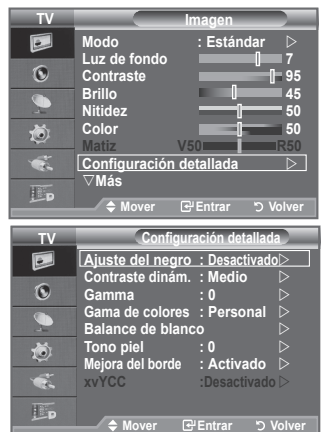 TV Imagen
Modo : Estándar ▷
Luz de fondo 7
Contraste 95
Brillo 45
Nitidez 50
Color 50
Matiz V50 R50
Configuración detallada ▷
▽Más
Mover Entrar Volver
TV Configuración detallada
Ajuste del negro : Desactivado▷
Contraste dinám. : Medio ▷
Gamma : 0 ▷
Gama de colores : Personal ▷
Balance de blanco ▷
Tono piel : 0 ▷
Mejora del borde : Activado ▷
xvYCC :Desactivado ▷
Mover Entrar Volver